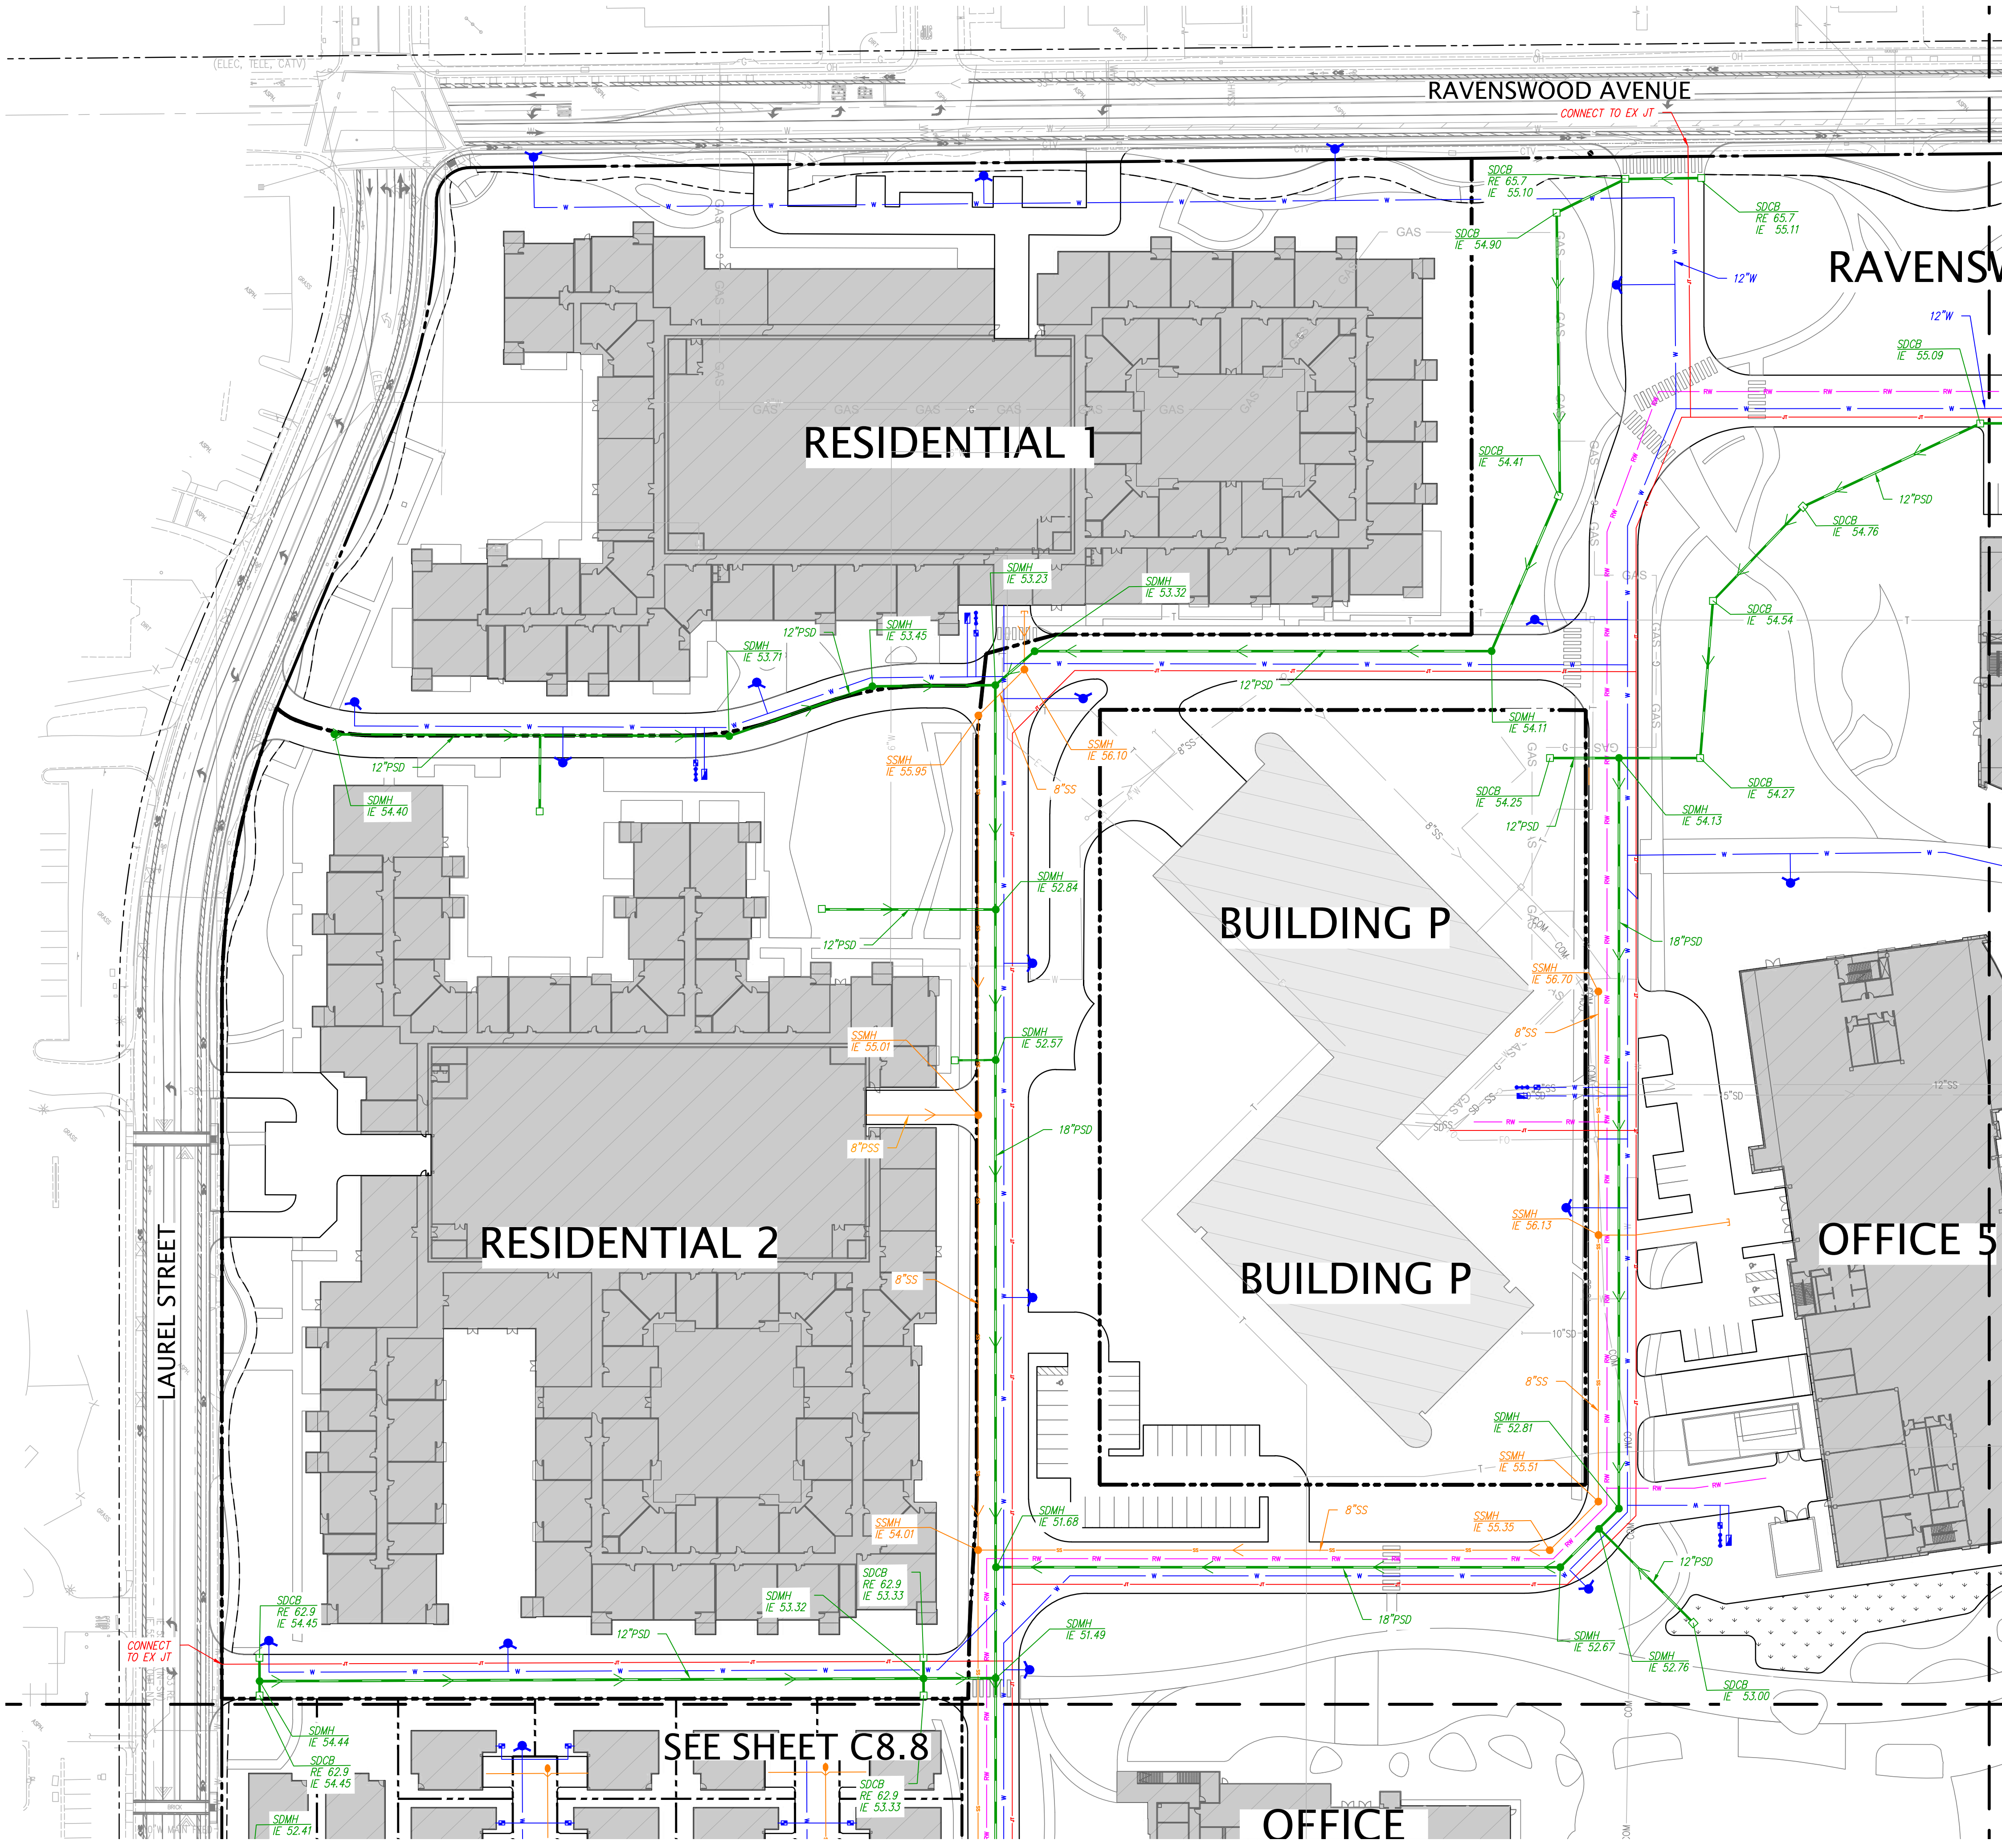 (ELEC, TELE, CATV)
RAVENSWOOD AVENUE
CONNECT TO EX JT
SDCB
RE 65.7
IE 55.10
SDCB
RE 65.7
IE 55.11
SDCB
IE 54.90
GAS
RAVENSW
12"W
12"W
SDCB
IE 55.09
RESIDENTIAL 1
SDCB
IE 54.41
12"PSD
SDCB
IE 54.76
SDMH
IE 53.23
SDMH
IE 53.32
SDCB
IE 54.54
12"PSD
SDMH
IE 53.45
SDMH
IE 53.71
12"PSD
SDMH
IE 54.11
SSMH
IE 56.10
SSMH
IE 55.95
8"SS
8"SS
12"PSD
SDMH
IE 54.40
SDCB
IE 54.25
SDCB
IE 54.27
12"PSD
SDMH
IE 54.13
8"SS
SDMH
IE 52.84
12"PSD
BUILDING P
18"PSD
SSMH
IE 56.70
8"SS
SSMH
IE 55.01
SDMH
IE 52.57
12"SS
5"SD
18"PSD
8"PSS
SSMH
IE 56.13
LAUREL STREET
RESIDENTIAL 2
BUILDING P
OFFICE 5
8"SS
10"SD
8"SS
SDMH
IE 52.81
SSMH
IE 55.51
SSMH
IE 54.01
SDMH
IE 51.68
8"SS
SSMH
IE 55.35
SDCB
RE 62.9
IE 54.45
SDMH
IE 53.32
SDCB
RE 62.9
IE 53.33
12"PSD
CONNECT
TO EX JT
12"PSD
SDMH
IE 51.49
18"PSD
SDMH
IE 52.67
SDMH
IE 52.76
SDCB
IE 53.00
SDMH
IE 54.44
SEE SHEET C8.8
SDCB
RE 62.9
IE 54.45
SDCB
RE 62.9
IE 53.33
BRICK
SDMH
IE 52.41
OFFICE